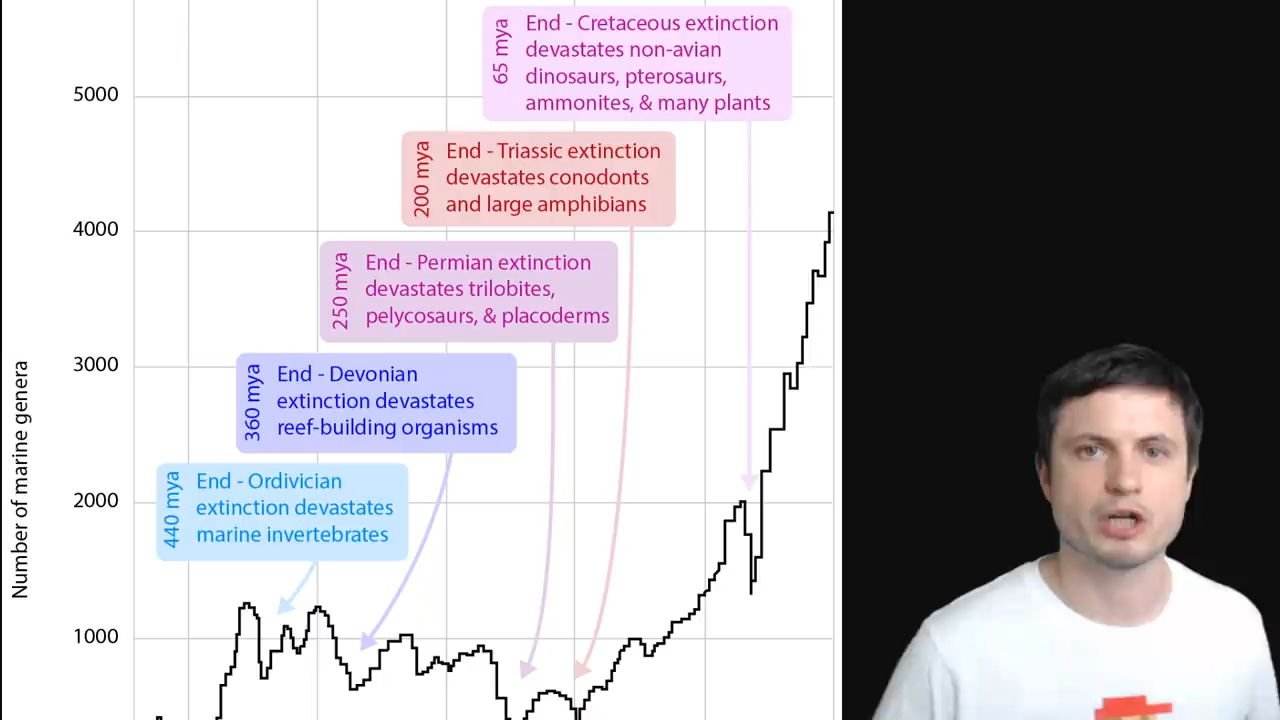 65 mya
End - Cretaceous extinction
devastates non-avian
dinosaurs, pterosaurs,
ammonites, & many plants
5000
200 mya
End - Triassic extinction
devastates conodonts
and large amphibians
4000
250 mya
End - Permian extinction
devastates trilobites,
pelycosaurs, & placoderms
3000
360 mya
End - Devonian
extinction devastates
reef-building organisms
440 mya
End - Ordivician
extinction devastates
marine invertebrates
2000
1000
Number of marine genera